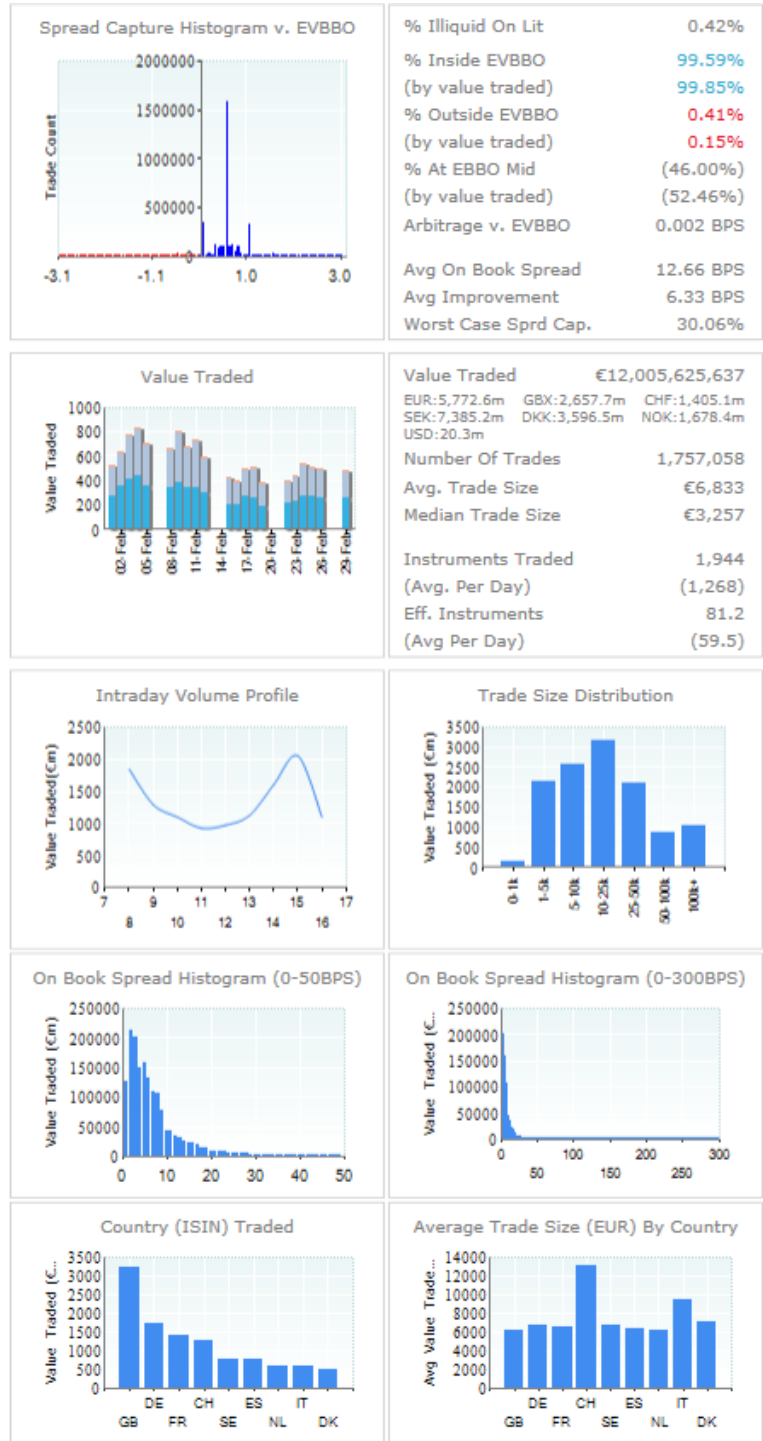 Spread Capture Histogram v. EVBBO
Trade Count
2000000
1500000
1000000
500000
0
-3.1 -1.1 1.0 3.0
% Illiquid On Lit 0.42%
% Inside EVBBO 99.59%
(by value traded) 99.85%
% Outside EVBBO 0.41%
(by value traded) 0.15%
% At EBBO Mid (46.00%)
(by value traded) (52.46%)
Arbitrage v. EVBBO 0.002 BPS
Avg On Book Spread 12.66 BPS
Avg Improvement 6.33 BPS
Worst Case Sprd Cap. 30.06%
Value Traded
Value Traded
1000
800
600
400
200
0
02-Feb 05-Feb 08-Feb 11-Feb 14-Feb 17-Feb 20-Feb 23-Feb 26-Feb 29-Feb
Value Traded €12,005,625,637
EUR:5,772.6m GBX:2,657.7m CHF:1,405.1m
SEK:7,385.2m DKK:3,596.5m NOK:1,678.4m
USD:20.3m
Number Of Trades 1,757,058
Avg. Trade Size €6,833
Median Trade Size €3,257
Instruments Traded 1,944
(Avg. Per Day) (1,268)
Eff. Instruments 81.2
(Avg Per Day) (59.5)
Intraday Volume Profile
Value Traded(€m)
2500
2000
1500
1000
500
0
7 9 11 13 15 17
8 10 12 14 16
Trade Size Distribution
Value Traded (€m)
3500
3000
2500
2000
1500
1000
500
0
0-1k 1-5k 5-10k 10-25k 25-50k 50-100k 100k+
On Book Spread Histogram (0-50BPS)
Value Traded (€m)
250000
200000
150000
100000
50000
0
0 10 20 30 40 50
On Book Spread Histogram (0-300BPS)
Value Traded (€...
250000
200000
150000
100000
50000
0
0 100 200 300
50 150 250
Country (ISIN) Traded
Value Traded (€...
3500
3000
2500
2000
1500
1000
500
0
DE CH ES IT
GB FR SE NL DK
Average Trade Size (EUR) By Country
Avg Value Trade...
14000
12000
10000
8000
6000
4000
2000
0
DE CH ES IT
GB FR SE NL DK